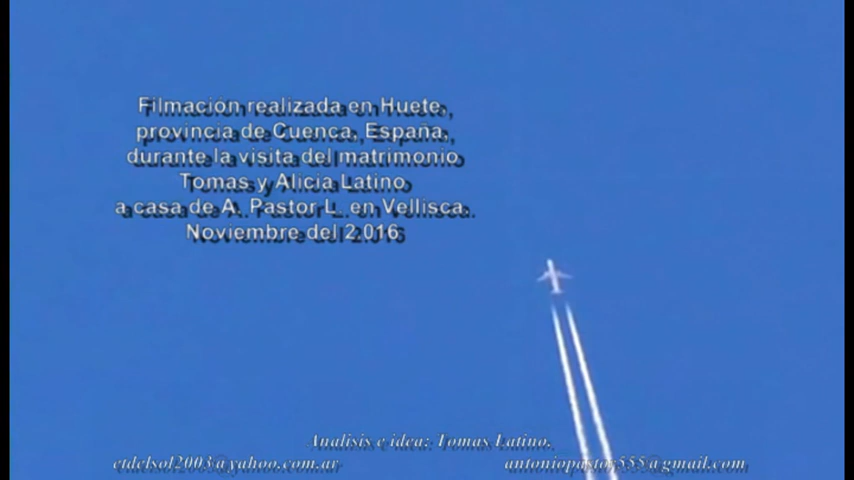 Filmación realizada en Huete,
provincia de Cuenca, España,
durante la visita del matrimonio
Tomas y Alicia Latino
a casa de A. Pastor L. en Vellisca.
Noviembre del 2.016
Analisis e idea: Tomas Latino.
etdelsol2003@yahoo.com.ar antoniopastor555@gmail.com